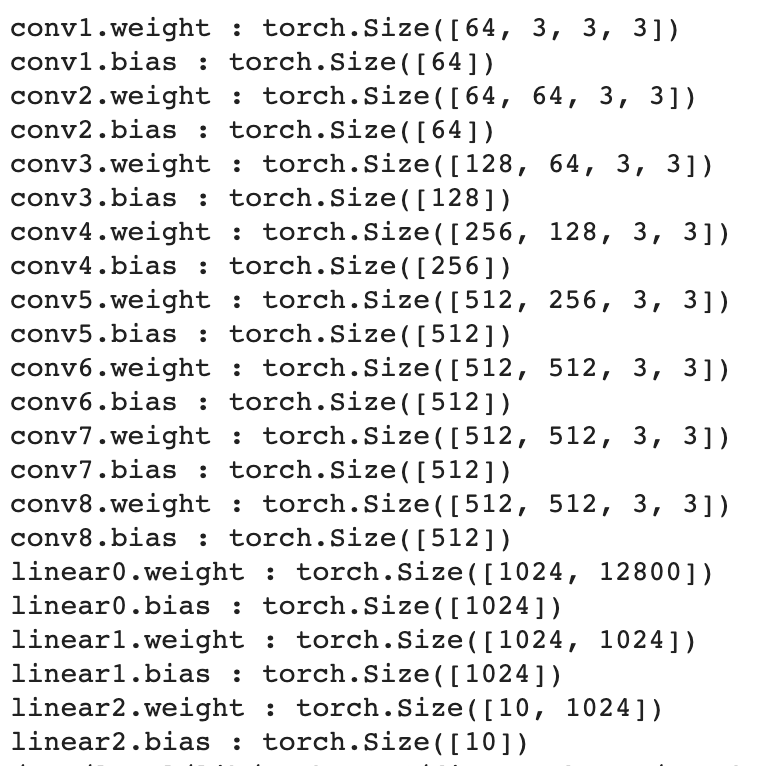 conv1.weight : torch.Size([64, 3, 3, 3])
conv1.bias : torch.Size([64])
conv2.weight : torch.Size([64, 64, 3, 3])
conv2.bias : torch.Size([64])
conv3.weight : torch.Size([128, 64, 3, 3])
conv3.bias : torch.Size([128])
conv4.weight : torch.Size([256, 128, 3, 3])
conv4.bias : torch.Size([256])
conv5.weight : torch.Size([512, 256, 3, 3])
conv5.bias : torch.Size([512])
conv6.weight : torch.Size([512, 512, 3, 3])
conv6.bias : torch.Size([512])
conv7.weight : torch.Size([512, 512, 3, 3])
conv7.bias : torch.Size([512])
conv8.weight : torch.Size([512, 512, 3, 3])
conv8.bias : torch.Size([512])
linear0.weight : torch.Size([1024, 12800])
linear0.bias : torch.Size([1024])
linear1.weight : torch.Size([1024, 1024])
linear1.bias : torch.Size([1024])
linear2.weight : torch.Size([10, 1024])
linear2.bias : torch.Size([10])